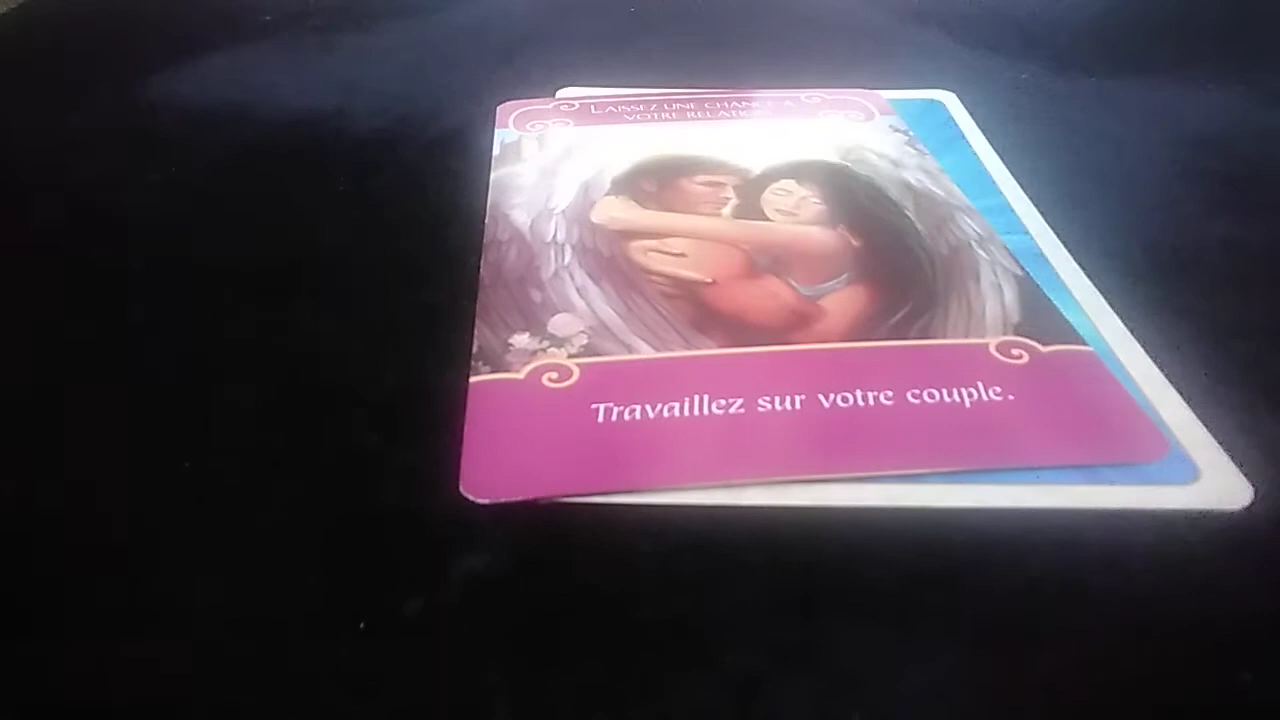 LAISSEZ UNE CHANCE À
VOTRE RELATION
Travaillez sur votre couple.